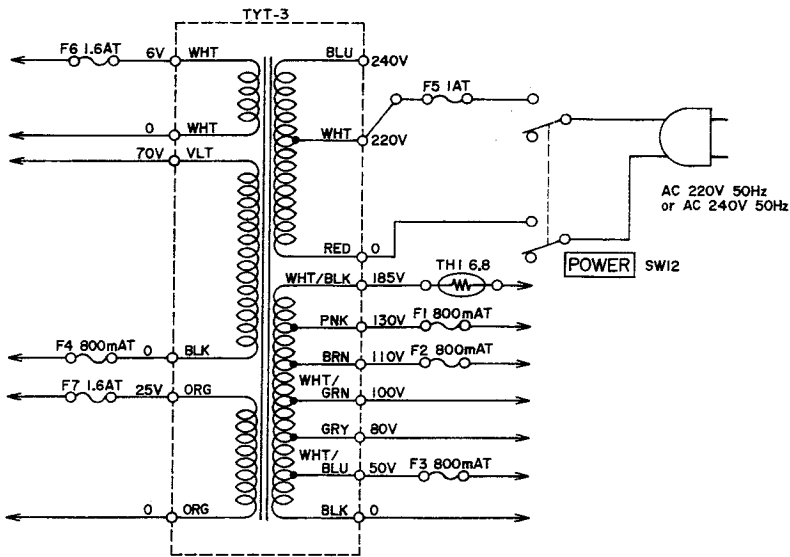 TYT-3
F6 1.6AT 6V WHT BLU 240V
F5 1AT
0 WHT WHT 220V
70V VLT
AC 220V 50Hz
or AC 240V 50Hz
RED 0
POWER SW12
WHT/BLK 185V TH1 6.8
PNK 130V F1 800mAT
F4 800mAT 0 BLK BRN 110V F2 800mAT
F7 1.6AT 25V ORG WHT/
GRN 100V
GRY 80V
WHT/
BLU 50V F3 800mAT
0 ORG BLK 0